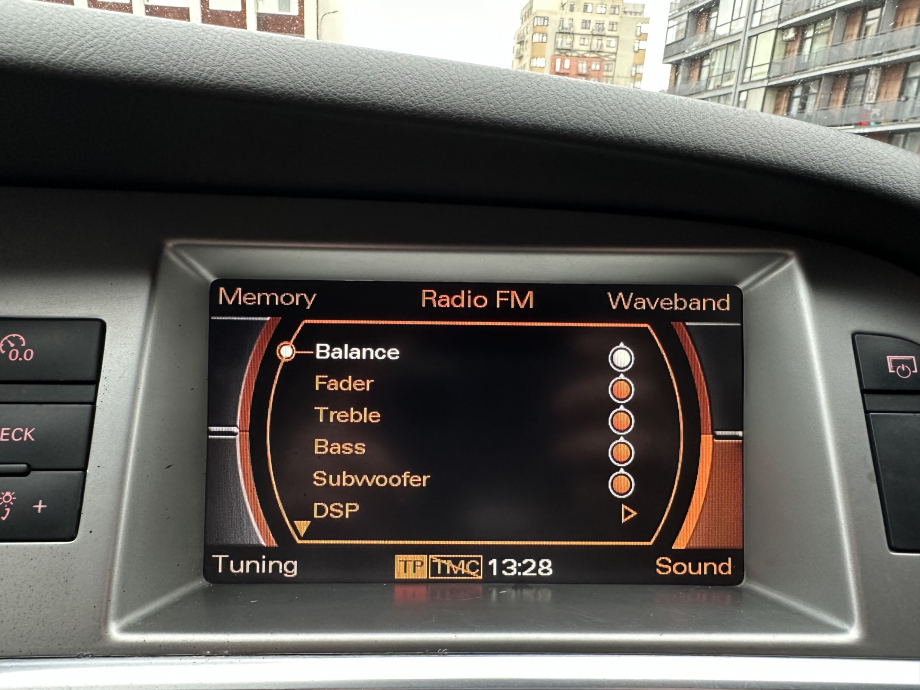 Memory Radio FM Waveband
0.0
Balance
Fader
Treble
ECK
Bass
Subwoofer
+
DSP
Tuning TP TMC 13:28 Sound